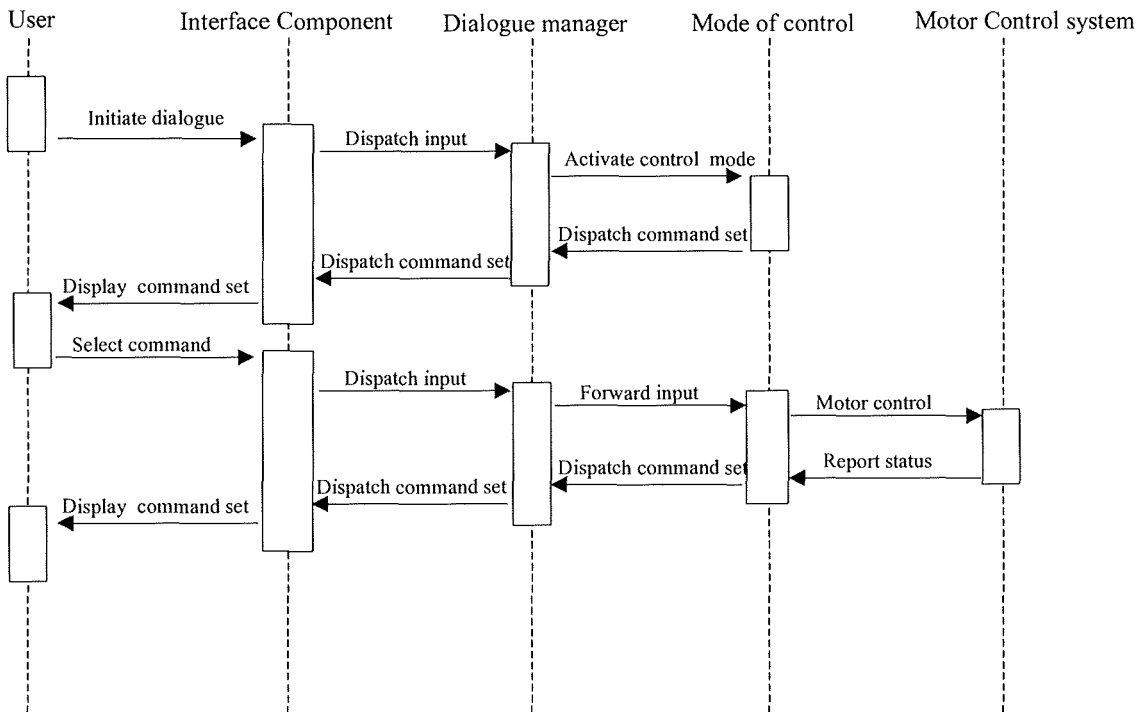 User
Interface Component
Dialogue manager
Mode of control
Motor Control system
Initiate dialogue
Dispatch input
Activate control mode
Dispatch command set
Dispatch command set
Display command set
Select command
Dispatch input
Forward input
Motor control
Report status
Dispatch command set
Dispatch command set
Display command set